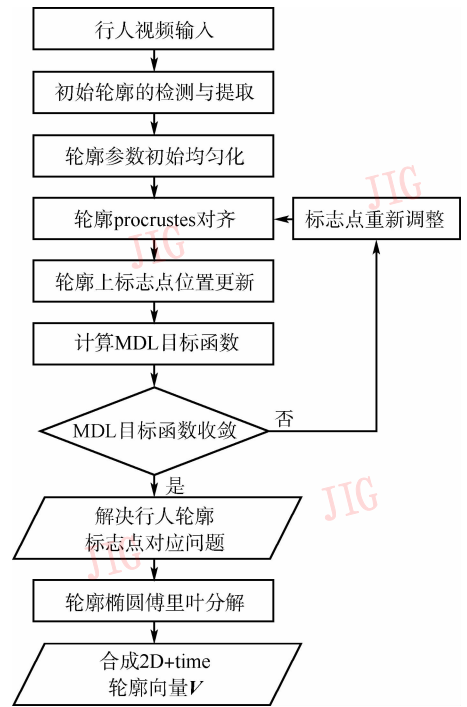 行人视频输入
初始轮廓的检测与提取
轮廓参数初始均匀化
轮廓procrustes对齐
标志点重新调整
轮廓上标志点位置更新
计算MDL目标函数
MDL目标函数收敛
否
是
解决行人轮廓
标志点对应问题
轮廓椭圆傅里叶分解
合成2D+time
轮廓向量V
JIG
JIG
JIG
JIG